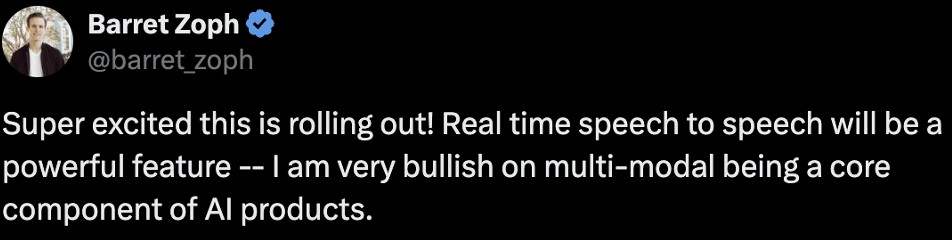 Barret Zoph
@barret_zoph
Super excited this is rolling out! Real time speech to speech will be a
powerful feature -- I am very bullish on multi-modal being a core
component of AI products.